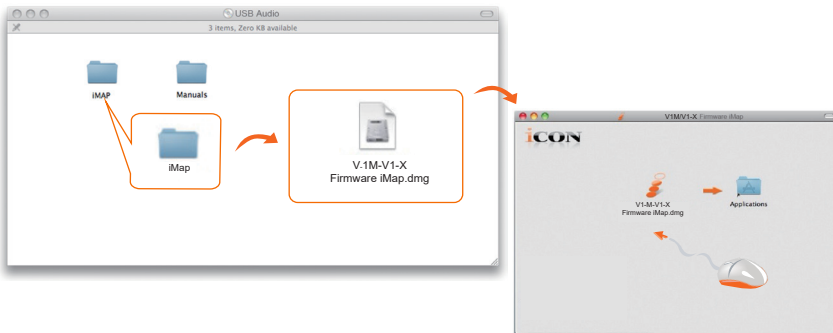 USB Audio
3 items, Zero KB available
iMAP
Manuals
iMap
V-1M-V1-X
Firmware iMap.dmg
V1M/V1-X Firmware iMap
iCON
V1-M-V1-X
Firmware iMap.dmg
Applications